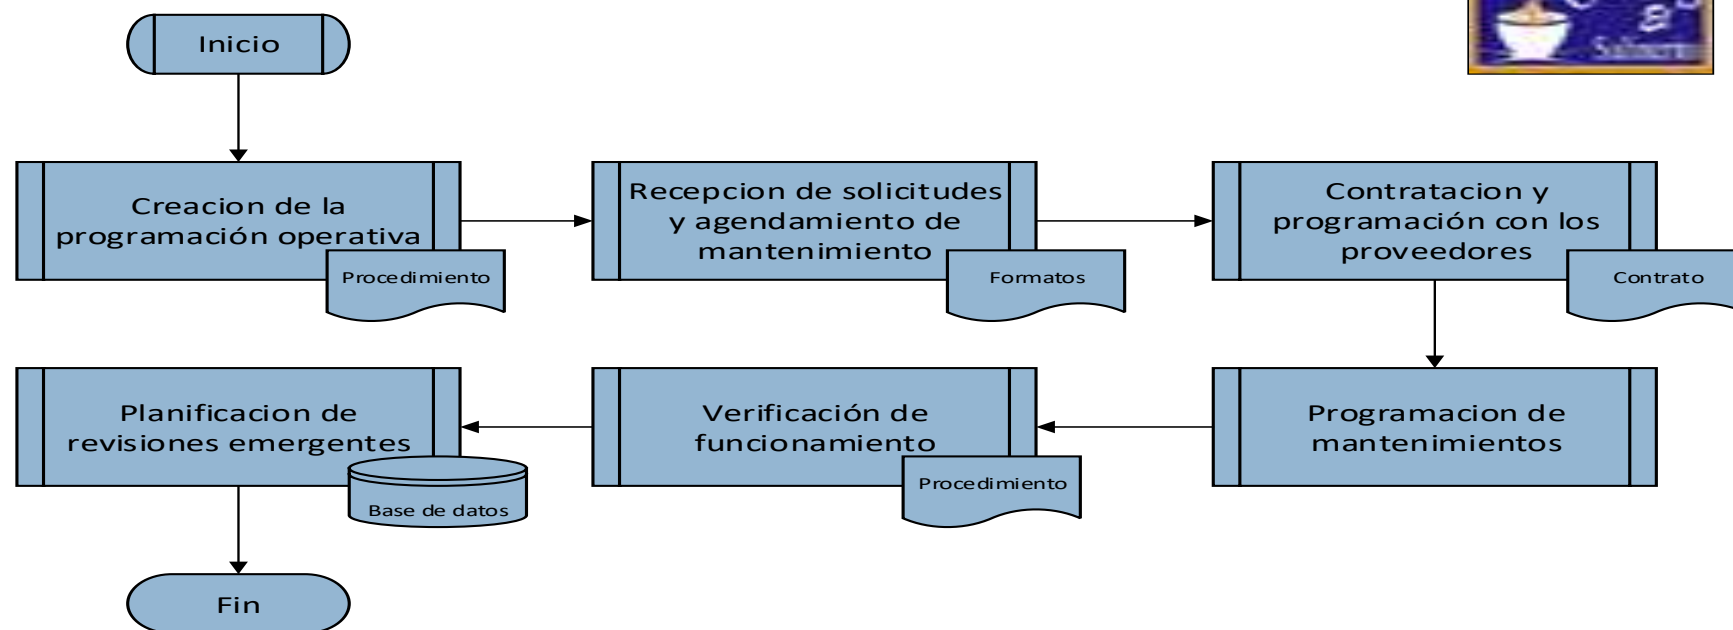 Inicio
Creacion de la
programación operativa
Procedimiento
Recepcion de solicitudes
y agendamiento de
mantenimiento
Formatos
Contratacion y
programación con los
proveedores
Contrato
Programacion de
mantenimientos
Verificación de
funcionamiento
Procedimiento
Planificacion de
revisiones emergentes
Base de datos
Fin